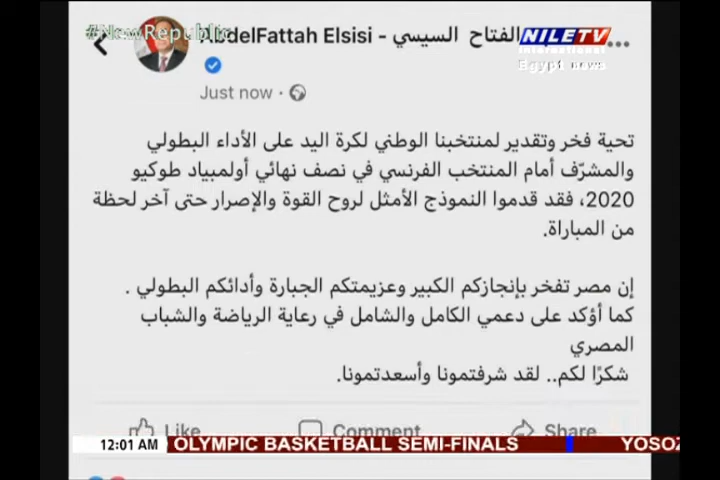 #NewRepublic
AbdelFattah Elsisi - الفتاح السيسي
NILE TV
International
Egypt news
Just now ·
تحية فخر وتقدير لمنتخبنا الوطني لكرة اليد على الأداء البطولي
والمشرّف أمام المنتخب الفرنسي في نصف نهائي أولمبياد طوكيو
2020، فقد قدموا النموذج الأمثل لروح القوة والإصرار حتى آخر لحظة
من المباراة.
إن مصر تفخر بإنجازكم الكبير وعزيمتكم الجبارة وأدائكم البطولي .
كما أؤكد على دعمي الكامل والشامل في رعاية الرياضة والشباب
المصري
شكرًا لكم.. لقد شرفتمونا وأسعدتمونا.
Like Comment Share
12:01 AM OLYMPIC BASKETBALL SEMI-FINALS